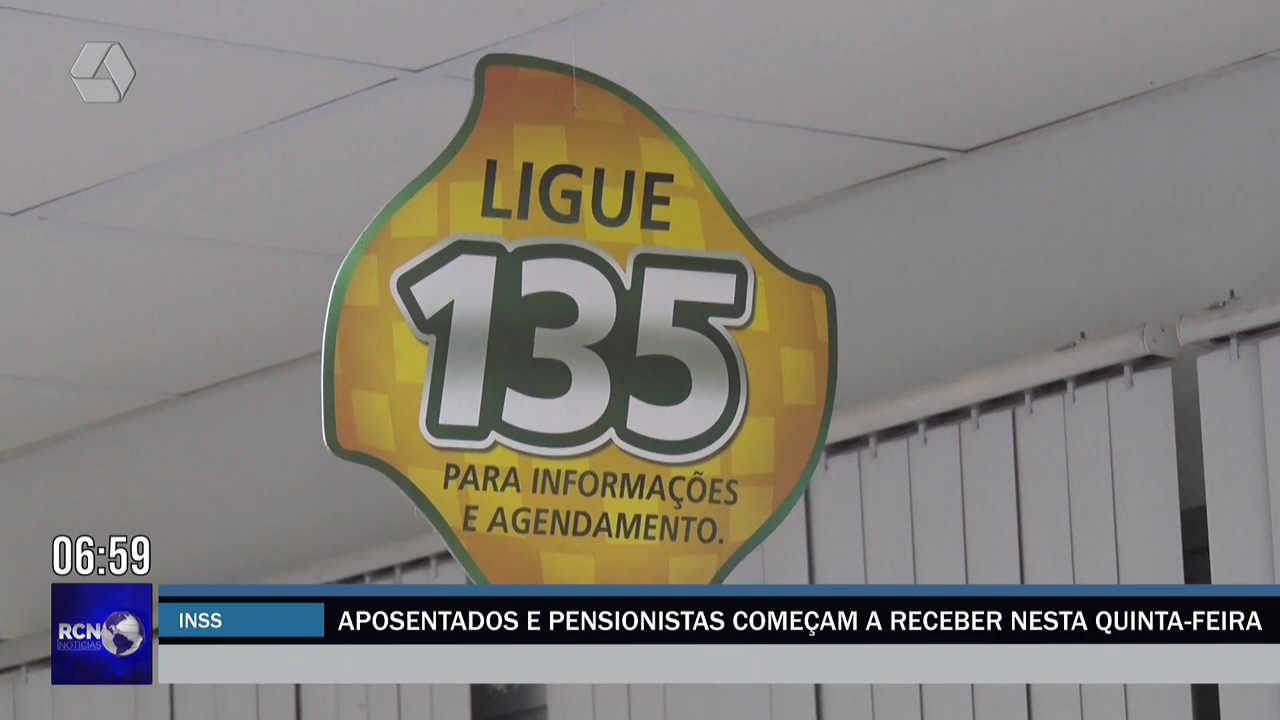 LIGUE
135
PARA INFORMAÇÕES
E AGENDAMENTO.
06:59
RCN
NOTÍCIAS
INSS
APOSENTADOS E PENSIONISTAS COMEÇAM A RECEBER NESTA QUINTA-FEIRA